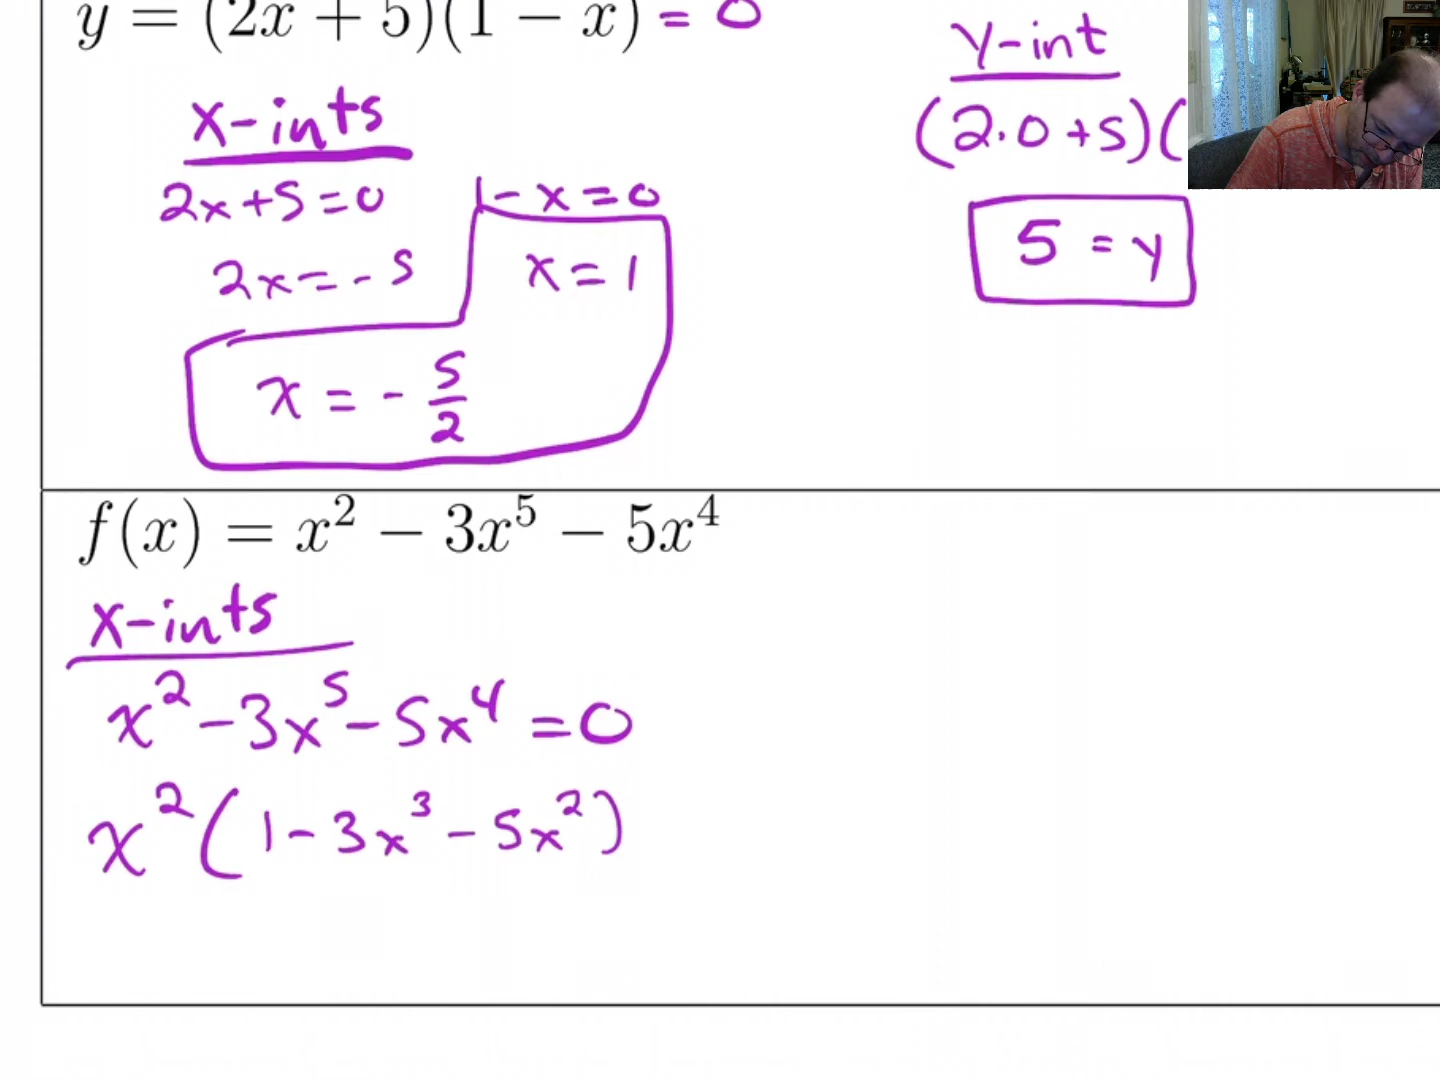 y = (2x + 5)(1 − x) = 0
x-ints
2x+5=0
1-x=0
2x=-5
x=1
x = - 5/2
y-int
(2·0+5)(
5 = y
f(x) = x² − 3x⁵ − 5x⁴
x-ints
x²-3x⁵-5x⁴=0
x²(1-3x³-5x²)